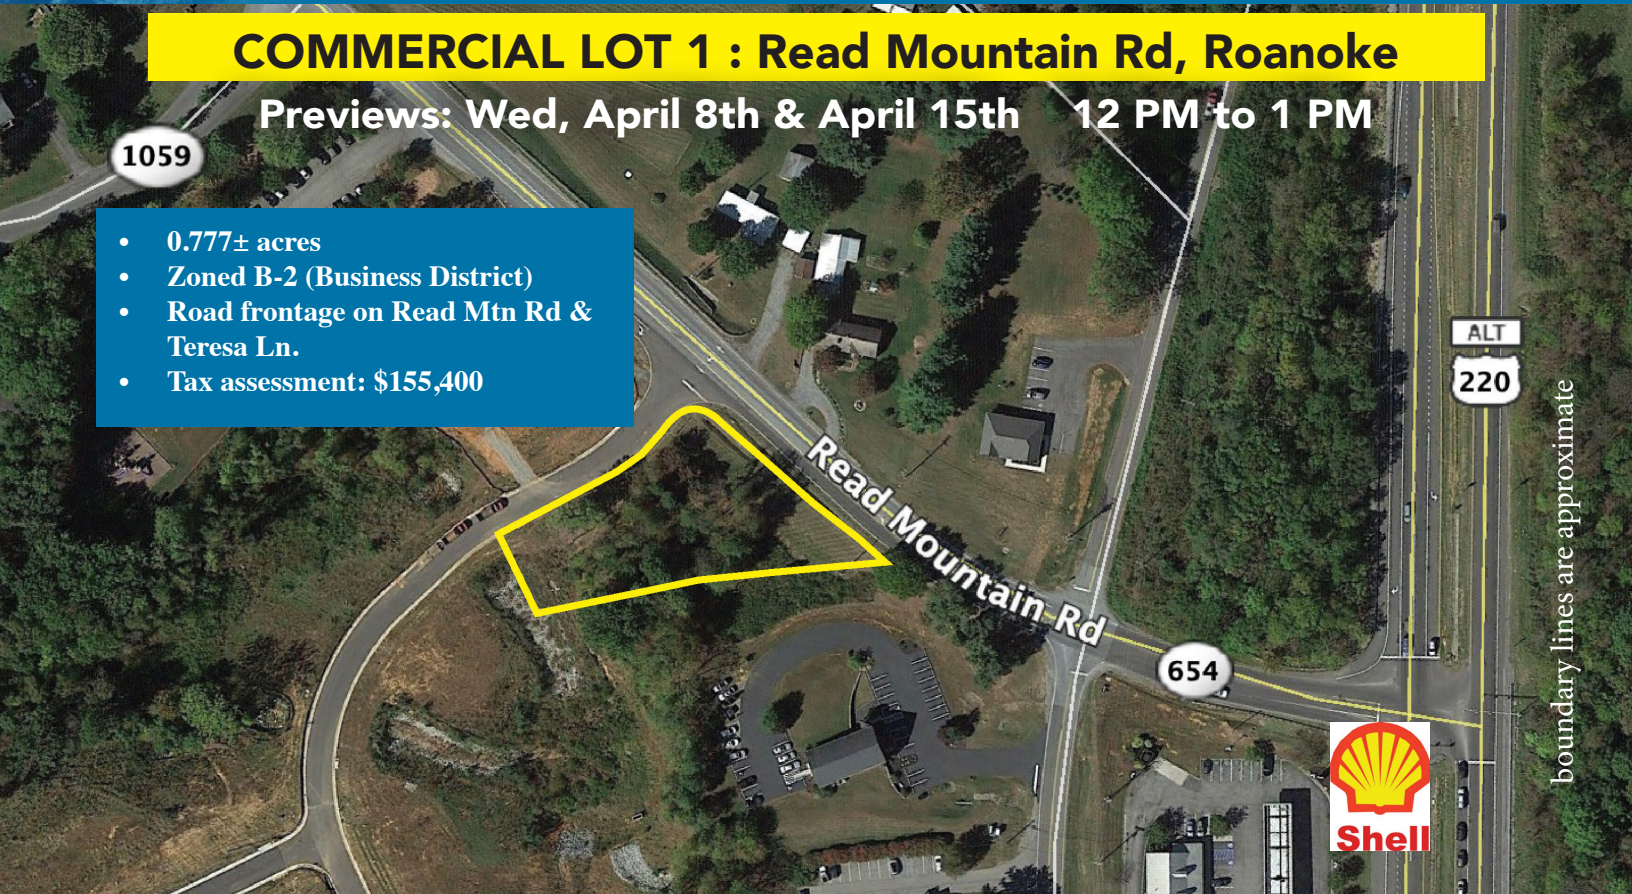 COMMERCIAL LOT 1 : Read Mountain Rd, Roanoke
Previews: Wed, April 8th & April 15th 12 PM to 1 PM
1059
• 0.777± acres
• Zoned B-2 (Business District)
• Road frontage on Read Mtn Rd &
Teresa Ln.
• Tax assessment: $155,400
ALT
220
Read Mountain Rd
654
Shell
boundary lines are approximate